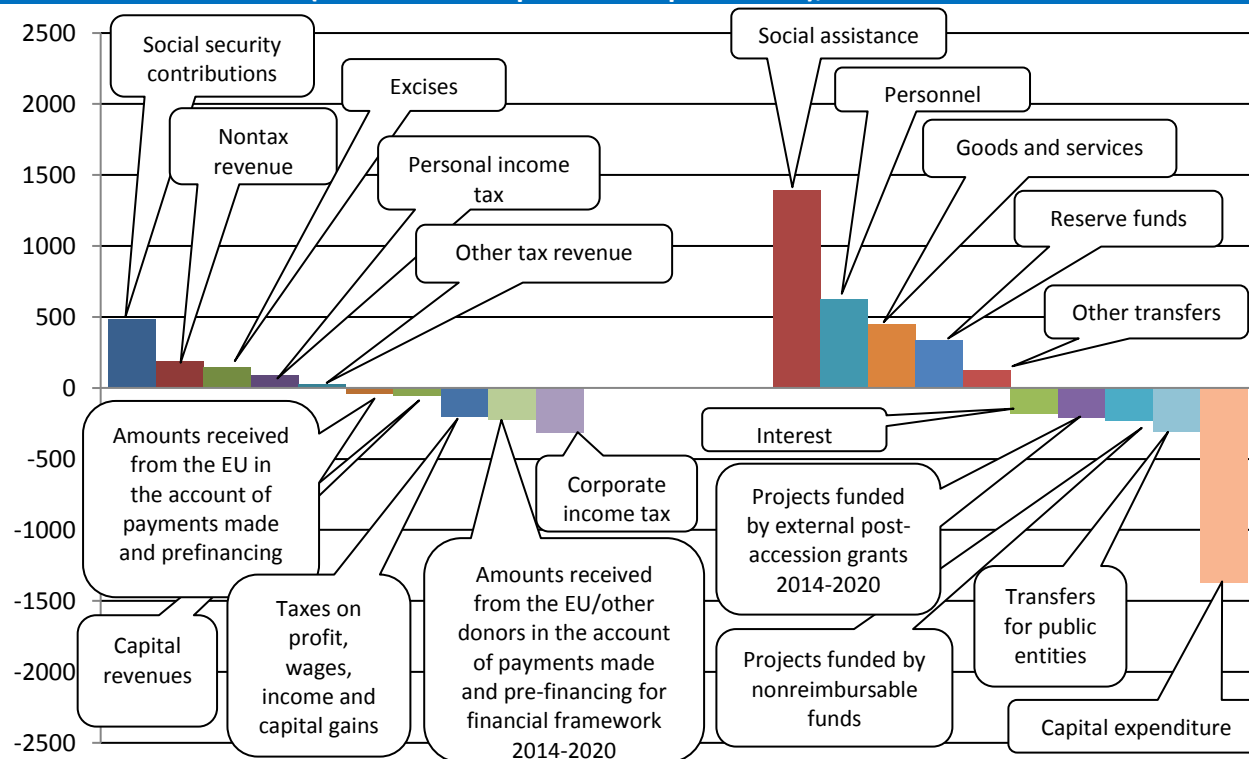 2500
2000
1500
1000
500
0
-500
-1000
-1500
-2000
-2500
Social security
contributions
Nontax
revenue
Excises
Personal income
tax
Other tax revenue
Social assistance
Personnel
Goods and services
Reserve funds
Other transfers
Amounts received
from the EU in
the account of
payments made
and prefinancing
Capital
revenues
Taxes on
profit,
wages,
income and
capital gains
Amounts received
from the EU/other
donors in the account
of payments made
and pre-financing for
financial framework
2014-2020
Corporate
income tax
Interest
Projects funded
by external post-
accession grants
2014-2020
Projects funded by
nonreimbursable
funds
Transfers
for public
entities
Capital expenditure